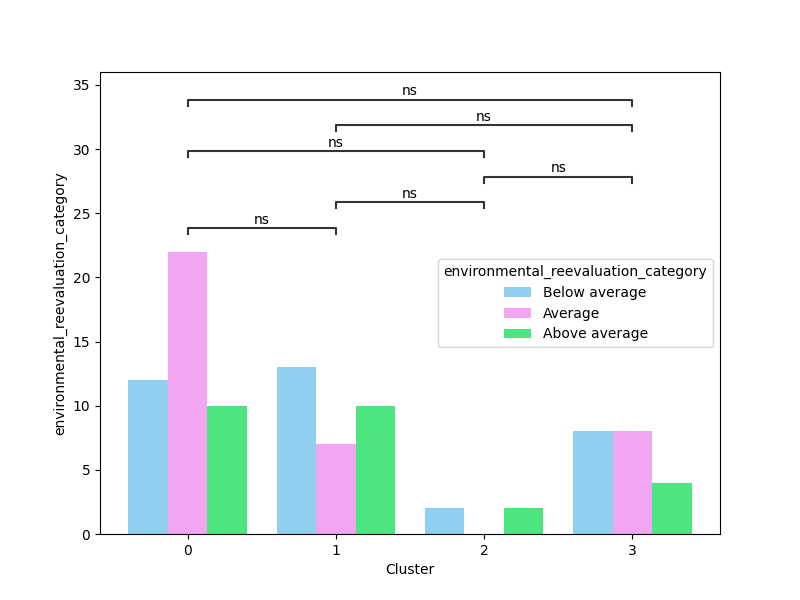 35
30
25
20
15
10
5
0
environmental_reevaluation_category
ns
ns
ns
ns
ns
ns
environmental_reevaluation_category
Below average
Average
Above average
0 1 2 3
Cluster